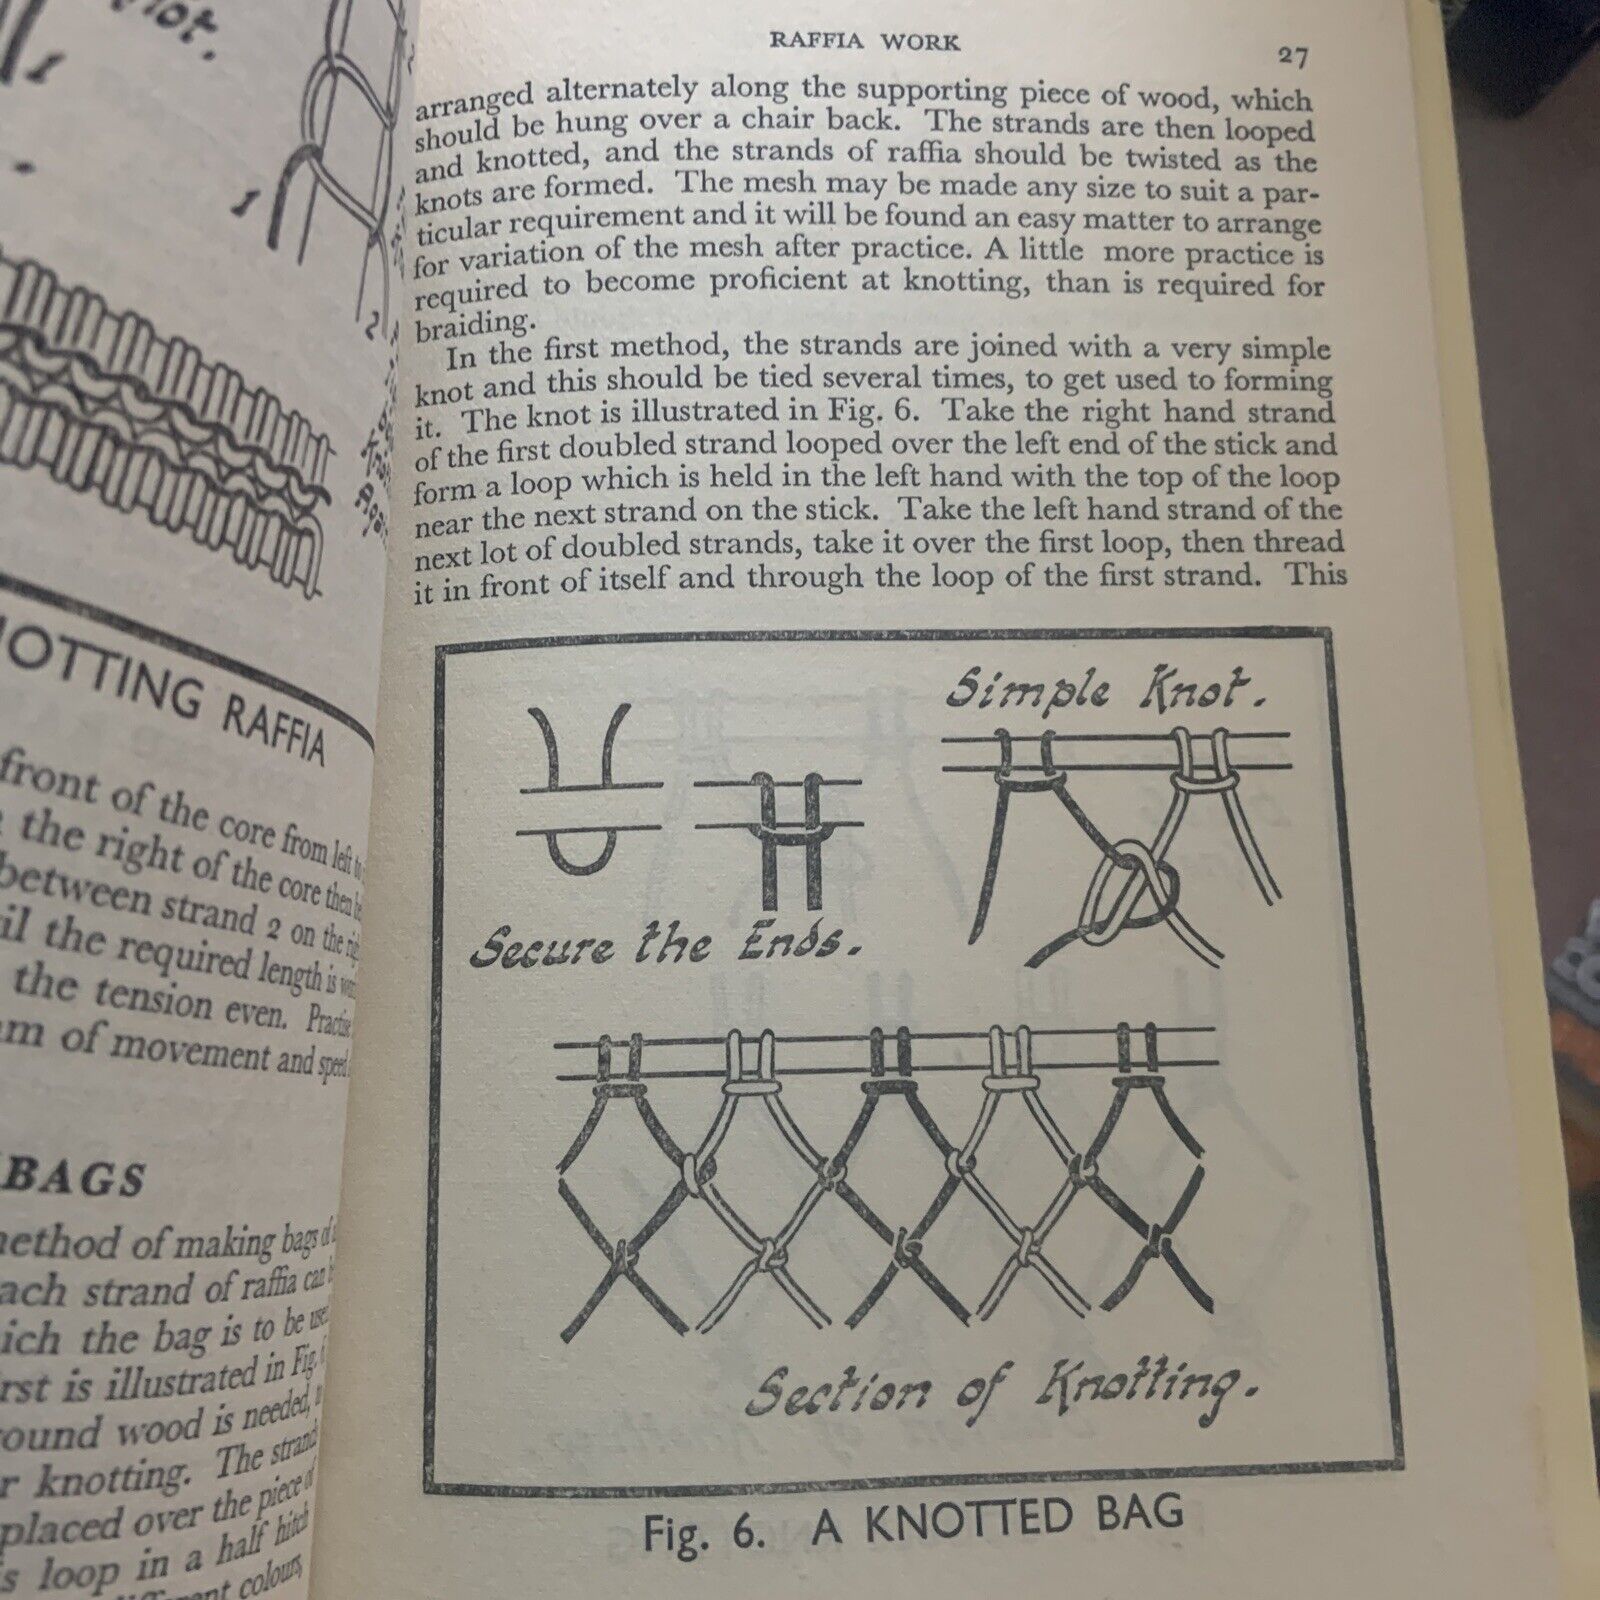 not.
1
2
1
2
Knot
Again
NOTTING RAFFIA
front of the core from left to
the right of the core then
between strand 2 on the
il the required length is
the tension even. Practise
m of movement and speed
BAGS
method of making bags of
ach strand of raffia can
ich the bag is to be used
rst is illustrated in Fig.
ound wood is needed,
r knotting. The strands
placed over the piece of
s loop in a half hitch
colours,
RAFFIA WORK 27
arranged alternately along the supporting piece of wood, which
should be hung over a chair back. The strands are then looped
and knotted, and the strands of raffia should be twisted as the
knots are formed. The mesh may be made any size to suit a par-
ticular requirement and it will be found an easy matter to arrange
for variation of the mesh after practice. A little more practice is
required to become proficient at knotting, than is required for
braiding.
In the first method, the strands are joined with a very simple
knot and this should be tied several times, to get used to forming
it. The knot is illustrated in Fig. 6. Take the right hand strand
of the first doubled strand looped over the left end of the stick and
form a loop which is held in the left hand with the top of the loop
near the next strand on the stick. Take the left hand strand of the
next lot of doubled strands, take it over the first loop, then thread
it in front of itself and through the loop of the first strand. This
Simple Knot.
Secure the Ends.
Section of Knotting.
Fig. 6. A KNOTTED BAG